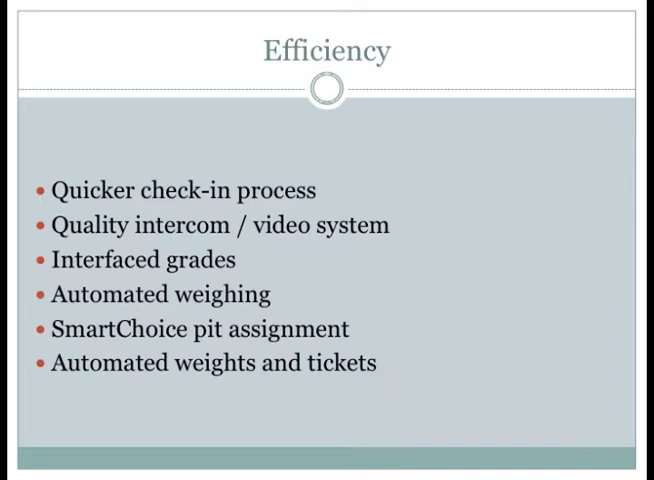 Efficiency
• Quicker check-in process
• Quality intercom / video system
• Interfaced grades
• Automated weighing
• SmartChoice pit assignment
• Automated weights and tickets